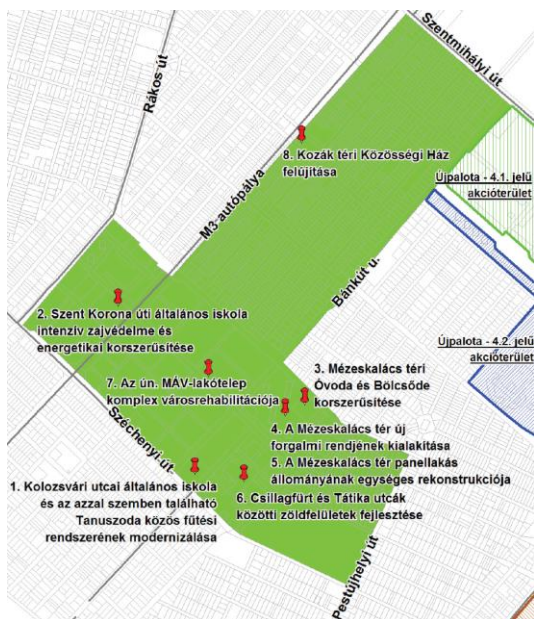 Szentmihályi út
Rákos út
8. Kozák téri Közösségi Ház
felújítása
M3 autópálya
Újpalota - 4.1. jelű
akcióterület
Bánkút u.
2. Szent Korona úti általános iskola
intenzív zajvédelme és
energetikai korszerűsítése
Újpalota - 4.2. jelű
akcióterület
3. Mézeskalács téri
Óvoda és Bölcsőde
korszerűsítése
7. Az ún. MÁV-lakótelep
komplex városrehabilitációja
Széchenyi út.
4. A Mézeskalács tér új
forgalmi rendjének kialakítása
5. A Mézeskalács tér panellakás
állományának egységes rekonstrukciója
1. Kolozsvári utcai általános iskola
és az azzal szemben található
Tanuszoda közös fűtési
rendszerének modernizálása
6. Csillagfürt és Tátika utcák
közötti zöldfelületek fejlesztése
Pestújhelyi út